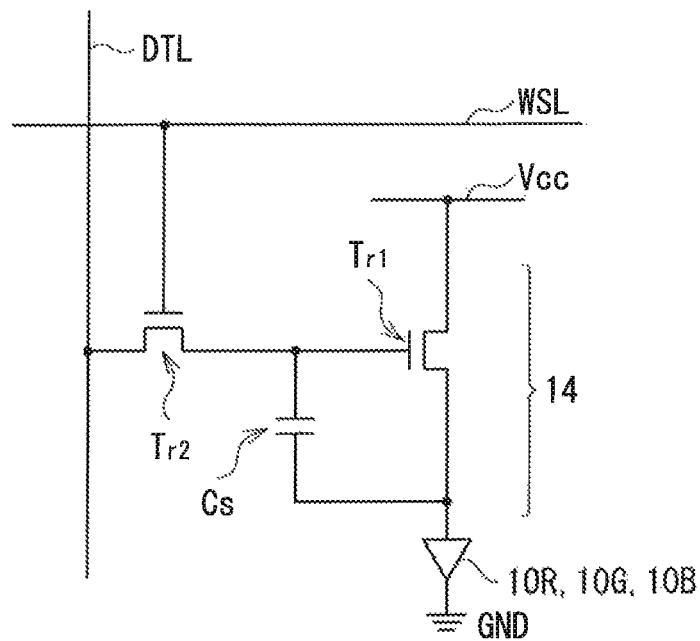 DTL
WSL
Vcc
Tr1
14
Tr2
Cs
10R, 10G, 10B
GND